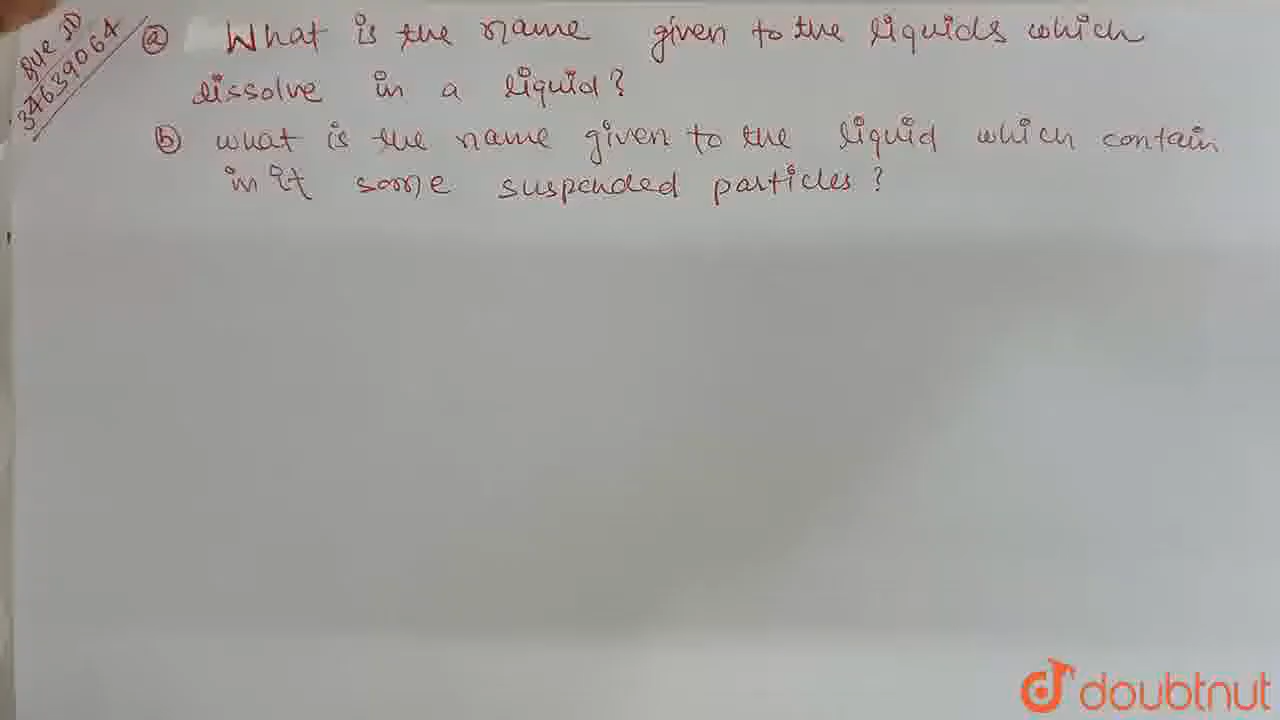 Que ID
34639064
ⓐ What is the name given to the liquids which
dissolve in a liquid?
ⓑ what is the name given to the liquid which contain
in it some suspended particles?
doubtnut